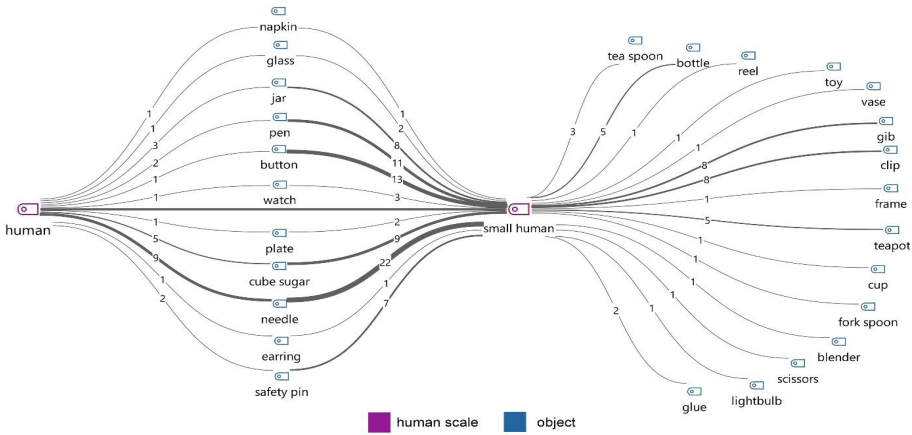 napkin
glass
jar
pen
button
watch
plate
cube sugar
needle
earring
safety pin
1
1
3
2
1
1
1
5
9
1
2
human
1
2
8
11
13
3
2
9
22
1
7
small human
tea spoon
bottle
reel
toy
vase
gib
clip
frame
teapot
cup
fork spoon
blender
scissors
lightbulb
glue
3
5
1
1
1
8
8
1
5
1
1
1
1
1
2
human scale
object